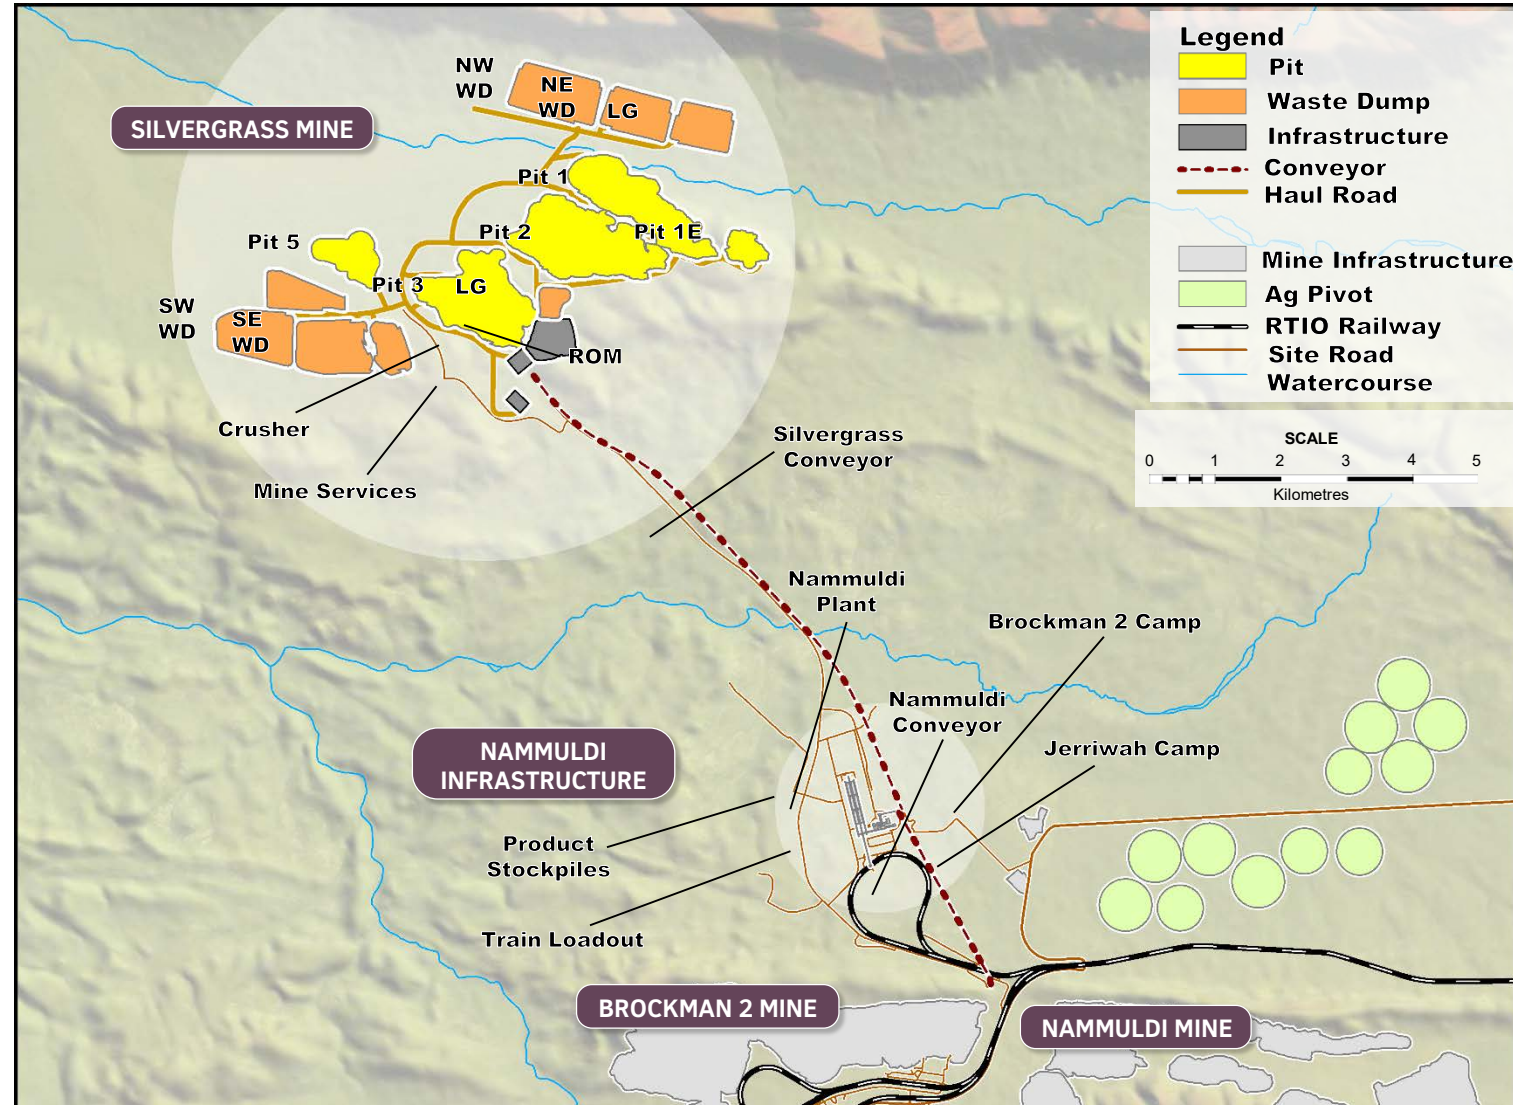 Legend
Pit
Waste Dump
Infrastructure
Conveyor
Haul Road
Mine Infrastructure
Ag Pivot
RTIO Railway
Site Road
Watercourse
SCALE
0 1 2 3 4 5
Kilometres
SILVERGRASS MINE
NW
WD
NE
WD
LG
Pit 1
Pit 2
Pit 1E
Pit 5
Pit 3
LG
SW
WD
SE
WD
ROM
Crusher
Mine Services
Silvergrass
Conveyor
Nammuldi
Plant
Brockman 2 Camp
Nammuldi
Conveyor
Jerriwah Camp
NAMMULDI
INFRASTRUCTURE
Product
Stockpiles
Train Loadout
BROCKMAN 2 MINE
NAMMULDI MINE